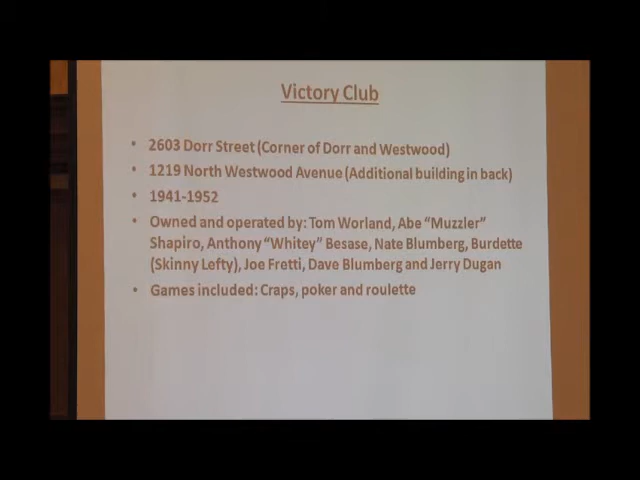 Victory Club
• 2603 Dorr Street (Corner of Dorr and Westwood)
• 1219 North Westwood Avenue (Additional building in back)
• 1941-1952
• Owned and operated by: Tom Worland, Abe “Muzzler”
Shapiro, Anthony “Whitey” Besase, Nate Blumberg, Burdette
(Skinny Lefty), Joe Fretti, Dave Blumberg and Jerry Dugan
• Games included: Craps, poker and roulette